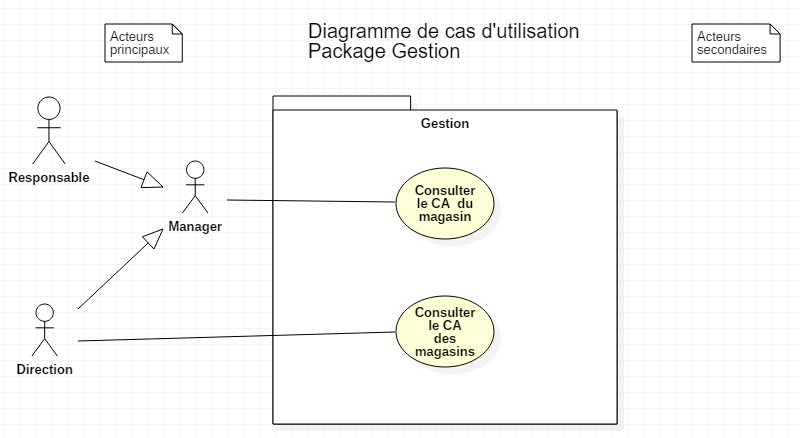 Diagramme de cas d'utilisation
Package Gestion
Acteurs
principaux
Acteurs
secondaires
Gestion
Responsable
Manager
Direction
Consulter
le CA du
magasin
Consulter
le CA
des
magasins